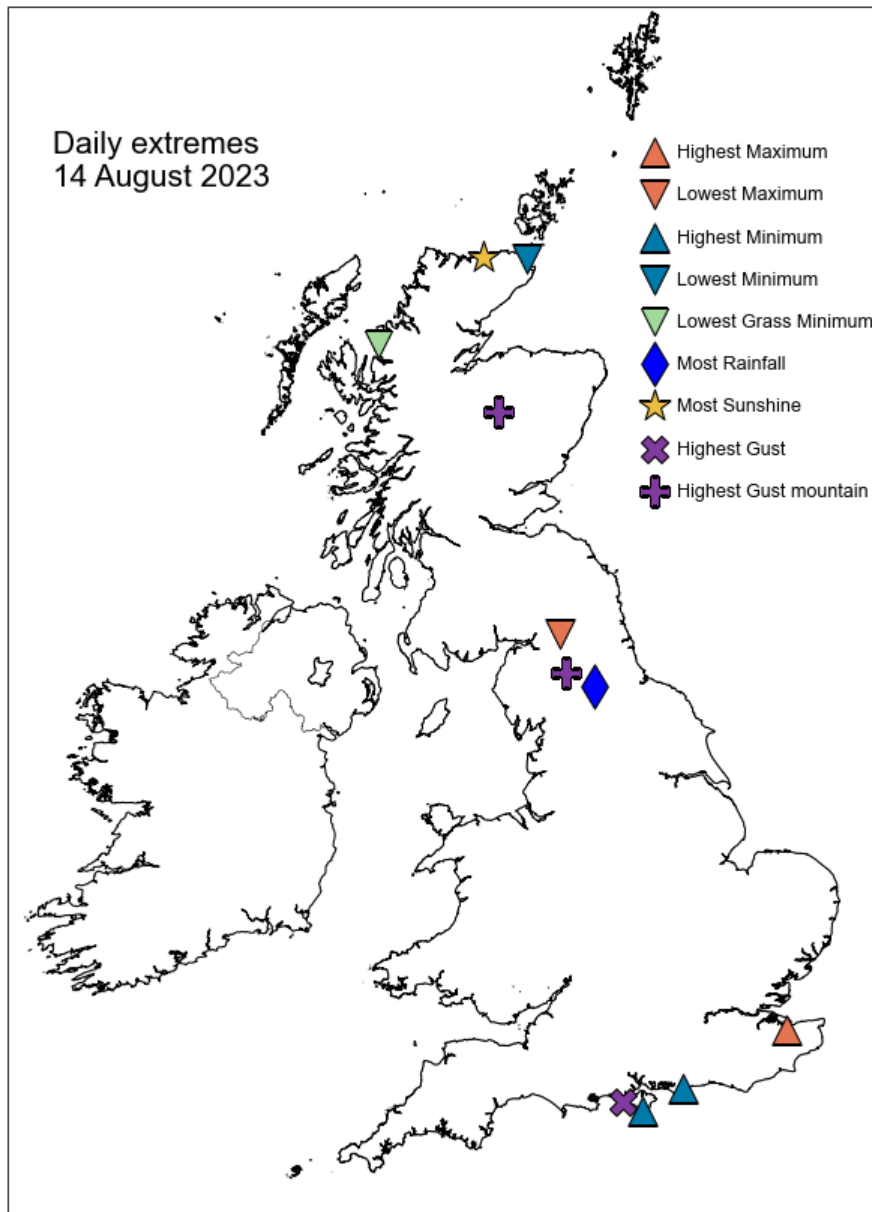 Daily extremes
14 August 2023
Highest Maximum
Lowest Maximum
Highest Minimum
Lowest Minimum
Lowest Grass Minimum
Most Rainfall
Most Sunshine
Highest Gust
Highest Gust mountain